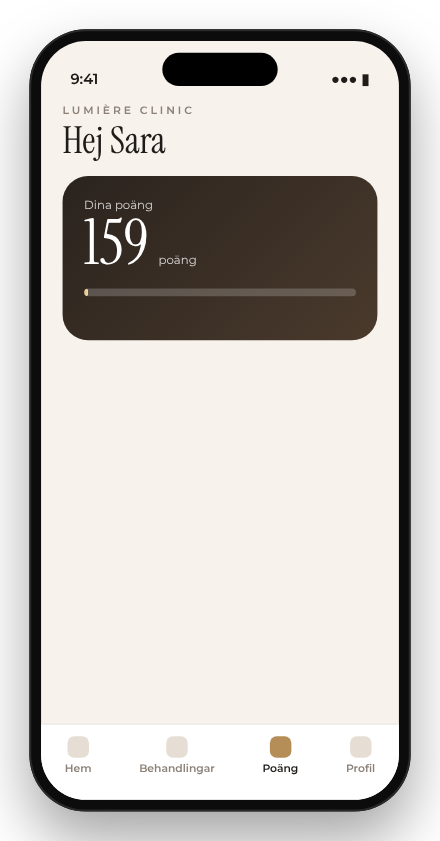 9:41
LUMIÈRE CLINIC
Hej Sara
Dina poäng
159 poäng
Hem Behandlingar Poäng Profil